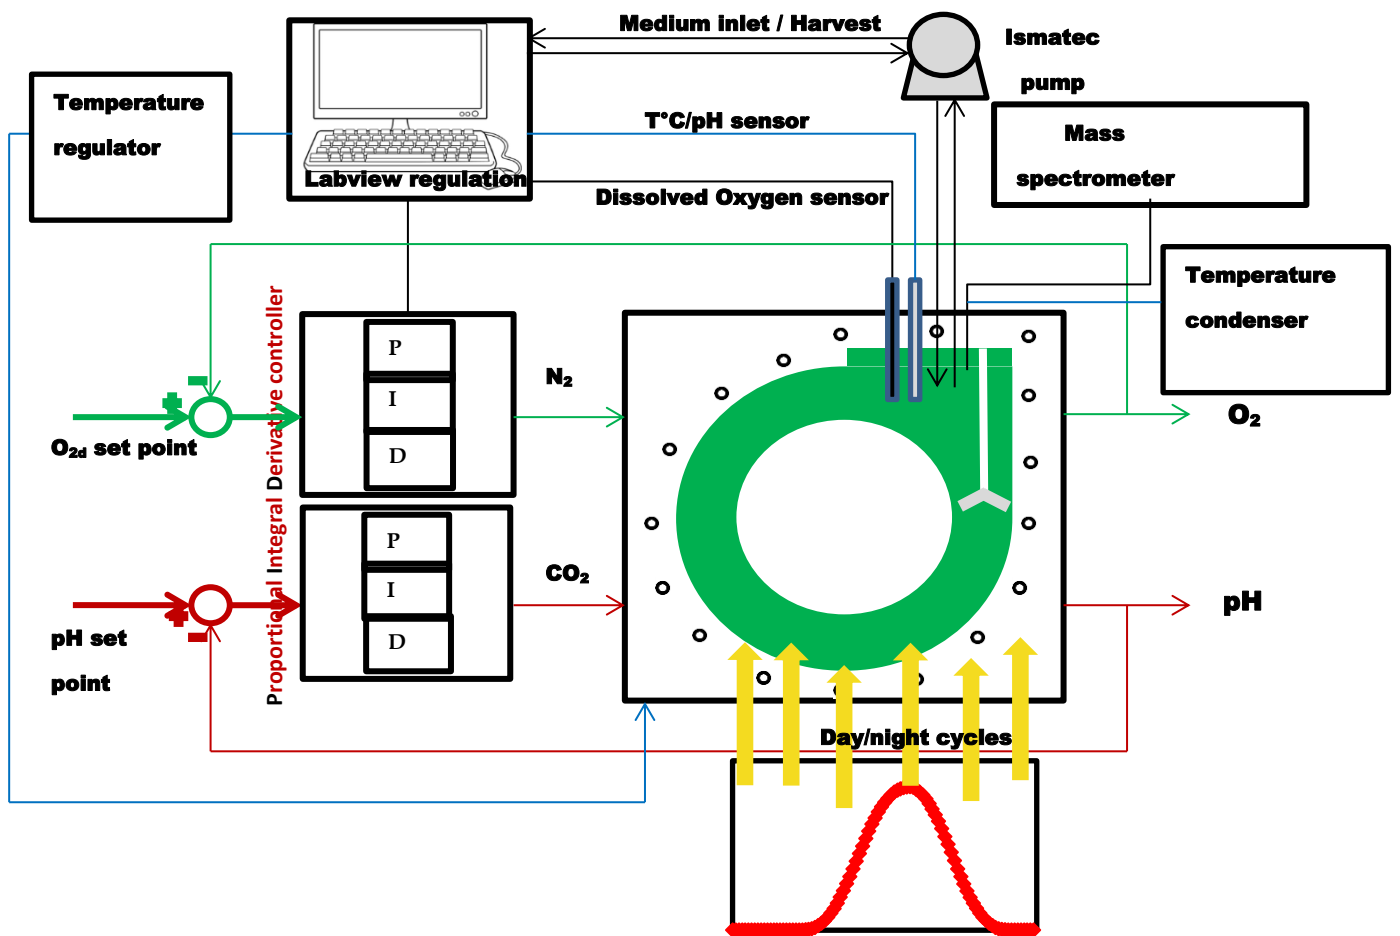 Medium inlet / Harvest
Ismatec
pump
Temperature
regulator
T°C/pH sensor
Mass
spectrometer
Labview regulation
Dissolved Oxygen sensor
Temperature
condenser
Proportional Integral Derivative controller
P
I
D
N₂
O₂d set point
O₂
P
I
D
CO₂
pH set
point
pH
Day/night cycles